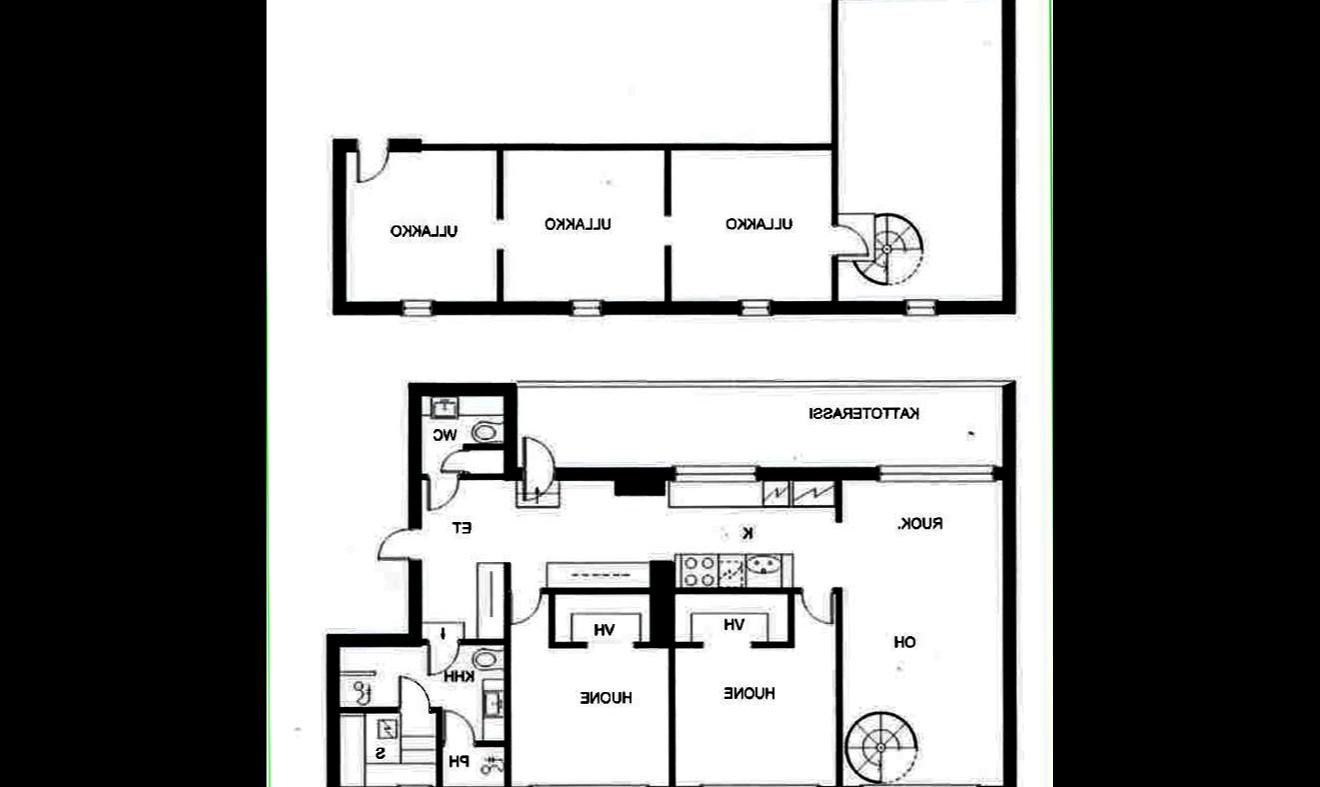 ULLAKKO
ULLAKKO
ULLAKKO
KATTOTERASSI
WC
ET
K
RUOK.
VH
VH
OH
KHH
HUONE
HUONE
S
PH